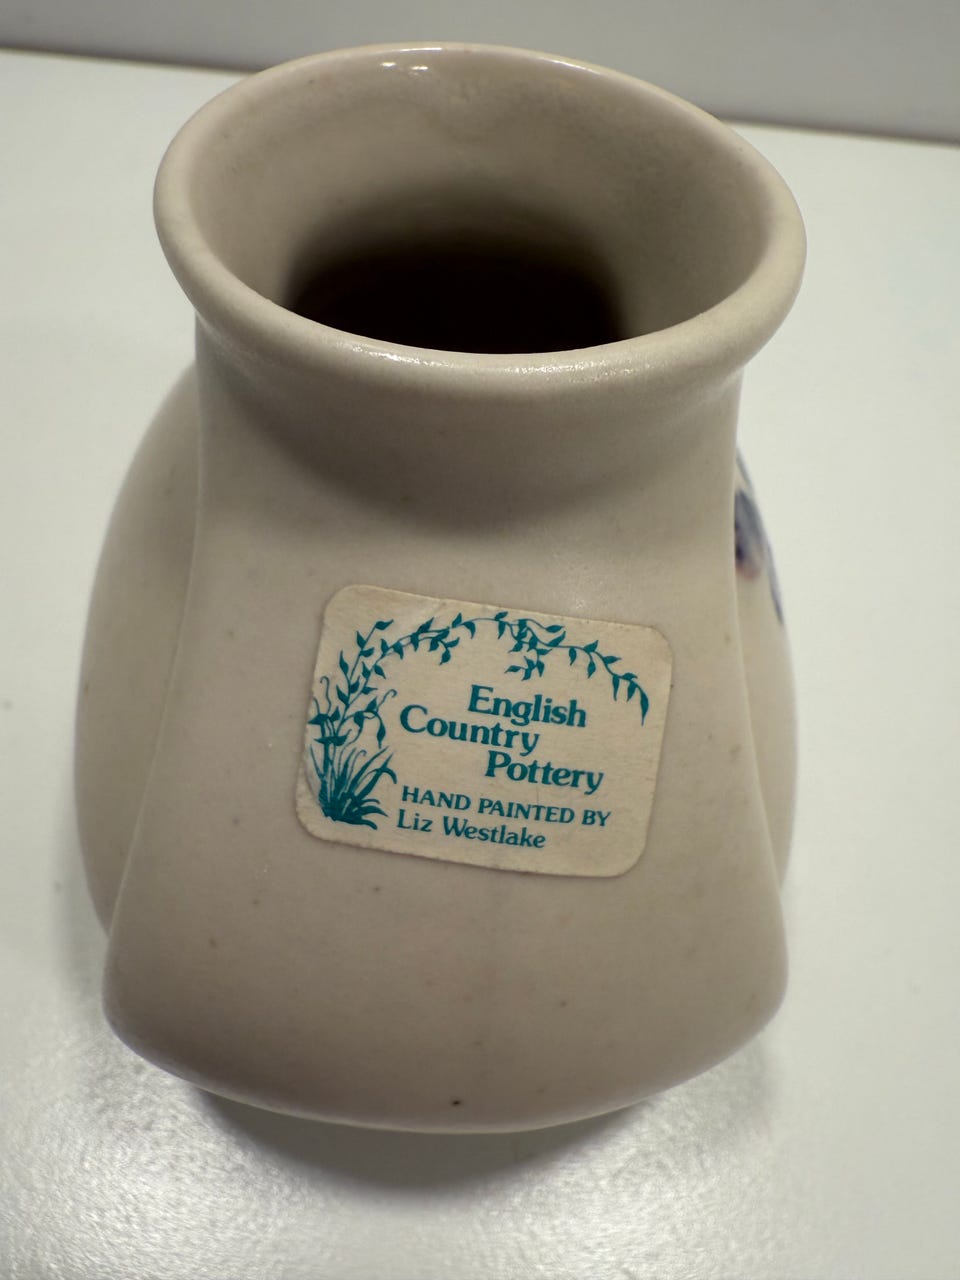 English
Country
Pottery
HAND PAINTED BY
Liz Westlake